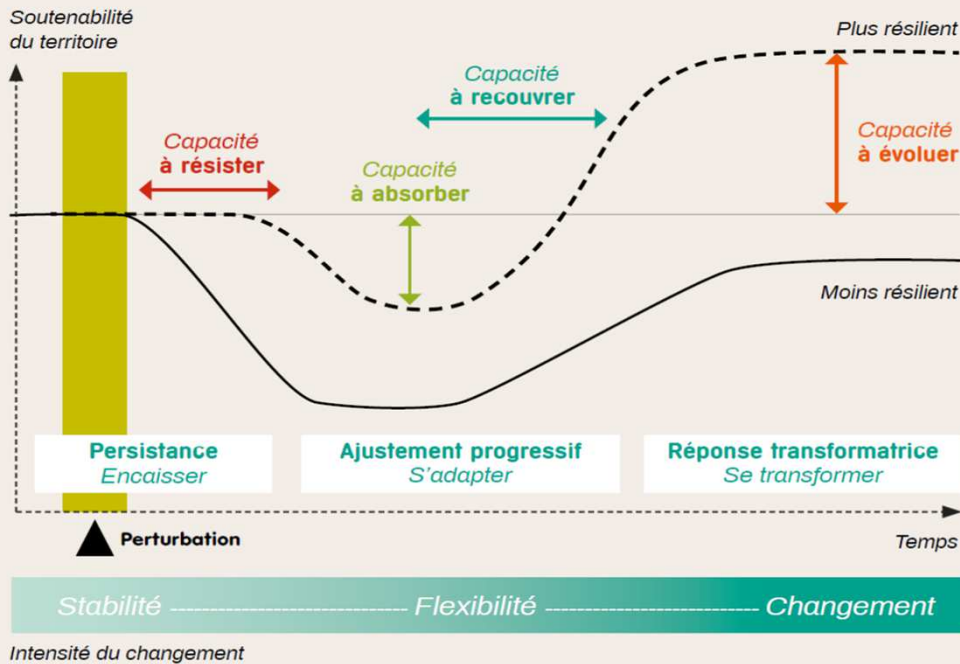 Soutenabilité
du territoire
Plus résilient
Capacité
à recouvrer
Capacité
à résister
Capacité
à absorber
Capacité
à évoluer
Moins résilient
Persistance
Encaisser
Ajustement progressif
S'adapter
Réponse transformatrice
Se transformer
Perturbation
Temps
Stabilité
Flexibilité
Changement
Intensité du changement